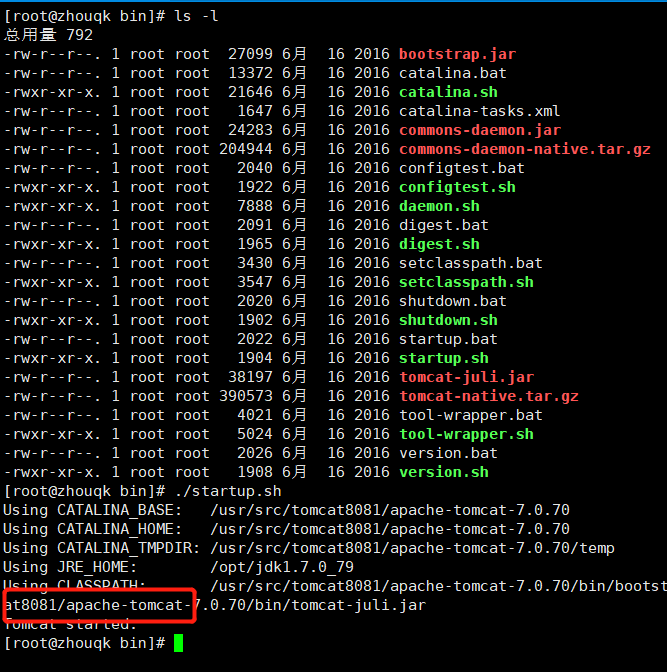 [root@zhouqk bin]# ls -l
总用量 792
-rw-r--r--. 1 root root  27099 6月  16 2016 bootstrap.jar
-rw-r--r--. 1 root root  13372 6月  16 2016 catalina.bat
-rwxr-xr-x. 1 root root  21646 6月  16 2016 catalina.sh
-rw-r--r--. 1 root root   1647 6月  16 2016 catalina-tasks.xml
-rw-r--r--. 1 root root  24283 6月  16 2016 commons-daemon.jar
-rw-r--r--. 1 root root 204944 6月  16 2016 commons-daemon-native.tar.gz
-rw-r--r--. 1 root root   2040 6月  16 2016 configtest.bat
-rwxr-xr-x. 1 root root   1922 6月  16 2016 configtest.sh
-rwxr-xr-x. 1 root root   7888 6月  16 2016 daemon.sh
-rw-r--r--. 1 root root   2091 6月  16 2016 digest.bat
-rwxr-xr-x. 1 root root   1965 6月  16 2016 digest.sh
-rw-r--r--. 1 root root   3430 6月  16 2016 setclasspath.bat
-rwxr-xr-x. 1 root root   3547 6月  16 2016 setclasspath.sh
-rw-r--r--. 1 root root   2020 6月  16 2016 shutdown.bat
-rwxr-xr-x. 1 root root   1902 6月  16 2016 shutdown.sh
-rw-r--r--. 1 root root   2022 6月  16 2016 startup.bat
-rwxr-xr-x. 1 root root   1904 6月  16 2016 startup.sh
-rw-r--r--. 1 root root  38197 6月  16 2016 tomcat-juli.jar
-rw-r--r--. 1 root root 390573 6月  16 2016 tomcat-native.tar.gz
-rw-r--r--. 1 root root   4021 6月  16 2016 tool-wrapper.bat
-rwxr-xr-x. 1 root root   5024 6月  16 2016 tool-wrapper.sh
-rw-r--r--. 1 root root   2026 6月  16 2016 version.bat
-rwxr-xr-x. 1 root root   1908 6月  16 2016 version.sh
[root@zhouqk bin]# ./startup.sh
Using CATALINA_BASE:   /usr/src/tomcat8081/apache-tomcat-7.0.70
Using CATALINA_HOME:   /usr/src/tomcat8081/apache-tomcat-7.0.70
Using CATALINA_TMPDIR: /usr/src/tomcat8081/apache-tomcat-7.0.70/temp
Using JRE_HOME:        /opt/jdk1.7.0_79
Using CLASSPATH:       /usr/src/tomcat8081/apache-tomcat-7.0.70/bin/bootst
at8081/apache-tomcat-7.0.70/bin/tomcat-juli.jar
Tomcat started.
[root@zhouqk bin]#